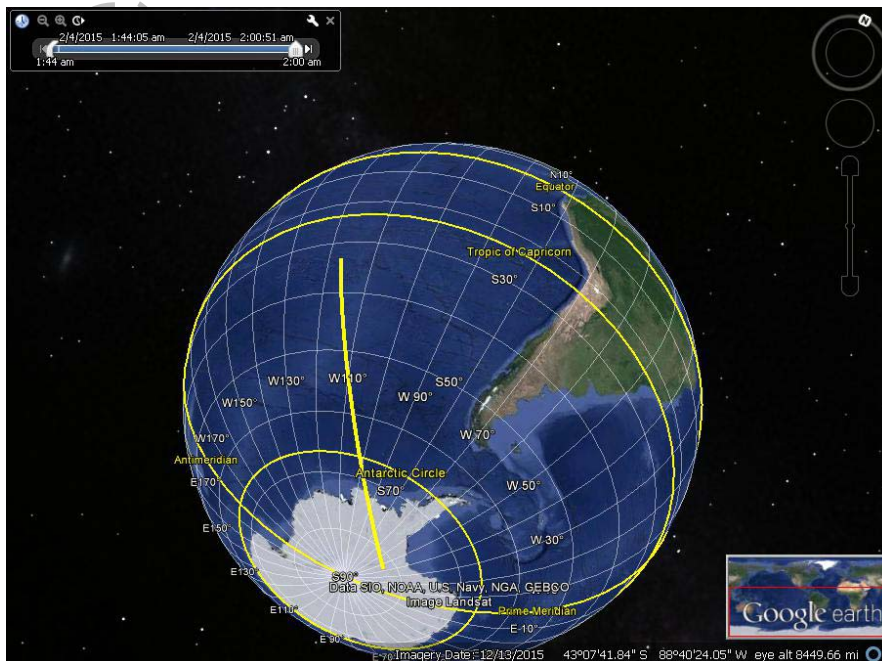 2/4/2015 1:44:05 am 2/4/2015 2:00:51 am
1:44 am 2:00 am
N
N10°
Equator
S10°
Tropic of Capricorn
S30°
W130° W110° S50°
W150° W 90°
W170° W 70°
Antimeridian
Antarctic Circle
E170° S70° W 50°
E150° W 30°
E130° S90°
Data SIO, NOAA, U.S. Navy, NGA, GEBCO
Image Landsat
E110° Prime Meridian
E 90° E-10°
E 70°
Google earth
Imagery Date: 12/13/2015 43°07'41.84" S 88°40'24.05" W eye alt 8449.66 mi